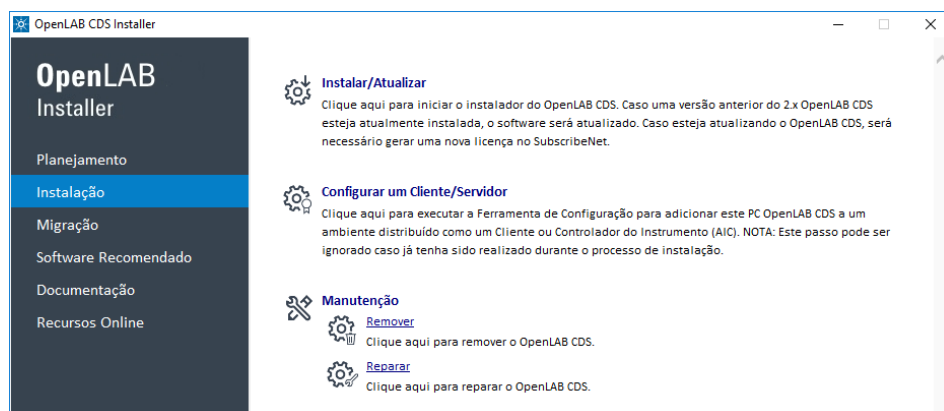 OpenLAB CDS Installer
OpenLAB
Installer
Planejamento
Instalação
Migração
Software Recomendado
Documentação
Recursos Online
Instalar/Atualizar
Clique aqui para iniciar o instalador do OpenLAB CDS. Caso uma versão anterior do 2.x OpenLAB CDS
esteja atualmente instalada, o software será atualizado. Caso esteja atualizando o OpenLAB CDS, será
necessário gerar uma nova licença no SubscribeNet.
Configurar um Cliente/Servidor
Clique aqui para executar a Ferramenta de Configuração para adicionar este PC OpenLAB CDS a um
ambiente distribuído como um Cliente ou Controlador do Instrumento (AIC). NOTA: Este passo pode ser
ignorado caso já tenha sido realizado durante o processo de instalação.
Manutenção
Remover
Clique aqui para remover o OpenLAB CDS.
Reparar
Clique aqui para reparar o OpenLAB CDS.